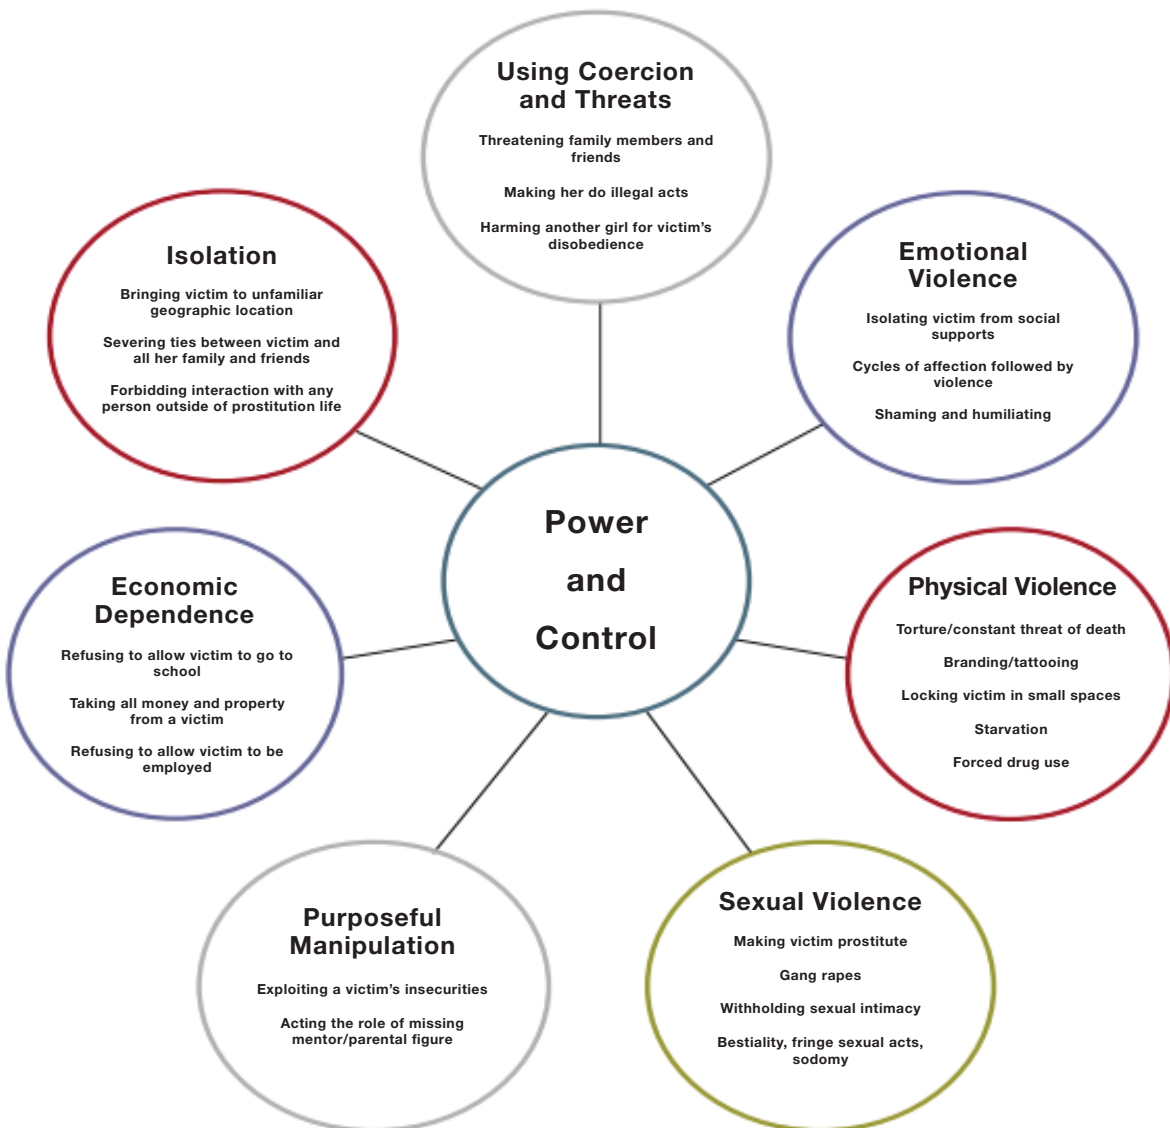 Using Coercion
and Threats
Threatening family members and
friends
Making her do illegal acts
Harming another girl for victim's
disobedience
Emotional
Violence
Isolating victim from social
supports
Cycles of affection followed by
violence
Shaming and humiliating
Physical Violence
Torture/constant threat of death
Branding/tattooing
Locking victim in small spaces
Starvation
Forced drug use
Sexual Violence
Making victim prostitute
Gang rapes
Withholding sexual intimacy
Bestiality, fringe sexual acts,
sodomy
Purposeful
Manipulation
Exploiting a victim's insecurities
Acting the role of missing
mentor/parental figure
Economic
Dependence
Refusing to allow victim to go to
school
Taking all money and property
from a victim
Refusing to allow victim to be
employed
Isolation
Bringing victim to unfamiliar
geographic location
Severing ties between victim and
all her family and friends
Forbidding interaction with any
person outside of prostitution life
Power
and
Control